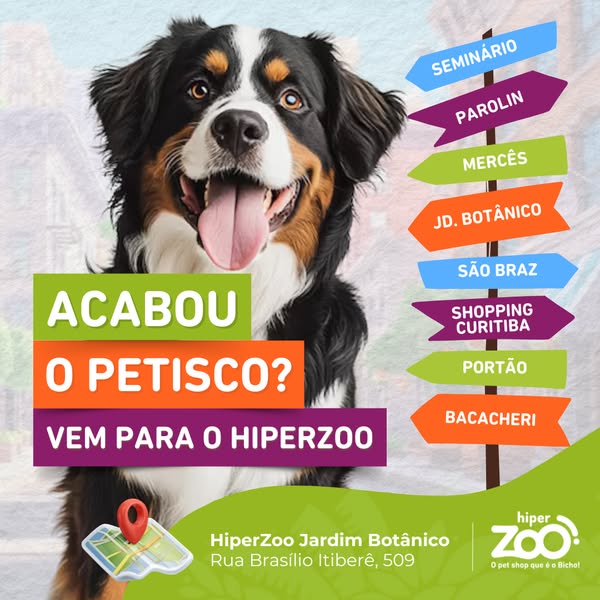 SEMINÁRIO
PAROLIN
MERCÊS
JD. BOTÂNICO
SÃO BRAZ
SHOPPING
CURITIBA
PORTÃO
BACACHERI
ACABOU
O PETISCO?
VEM PARA O HIPERZOO
HiperZoo Jardim Botânico
Rua Brasílio Itiberê, 509
hiper
ZOO
O pet shop que é o Bicho!